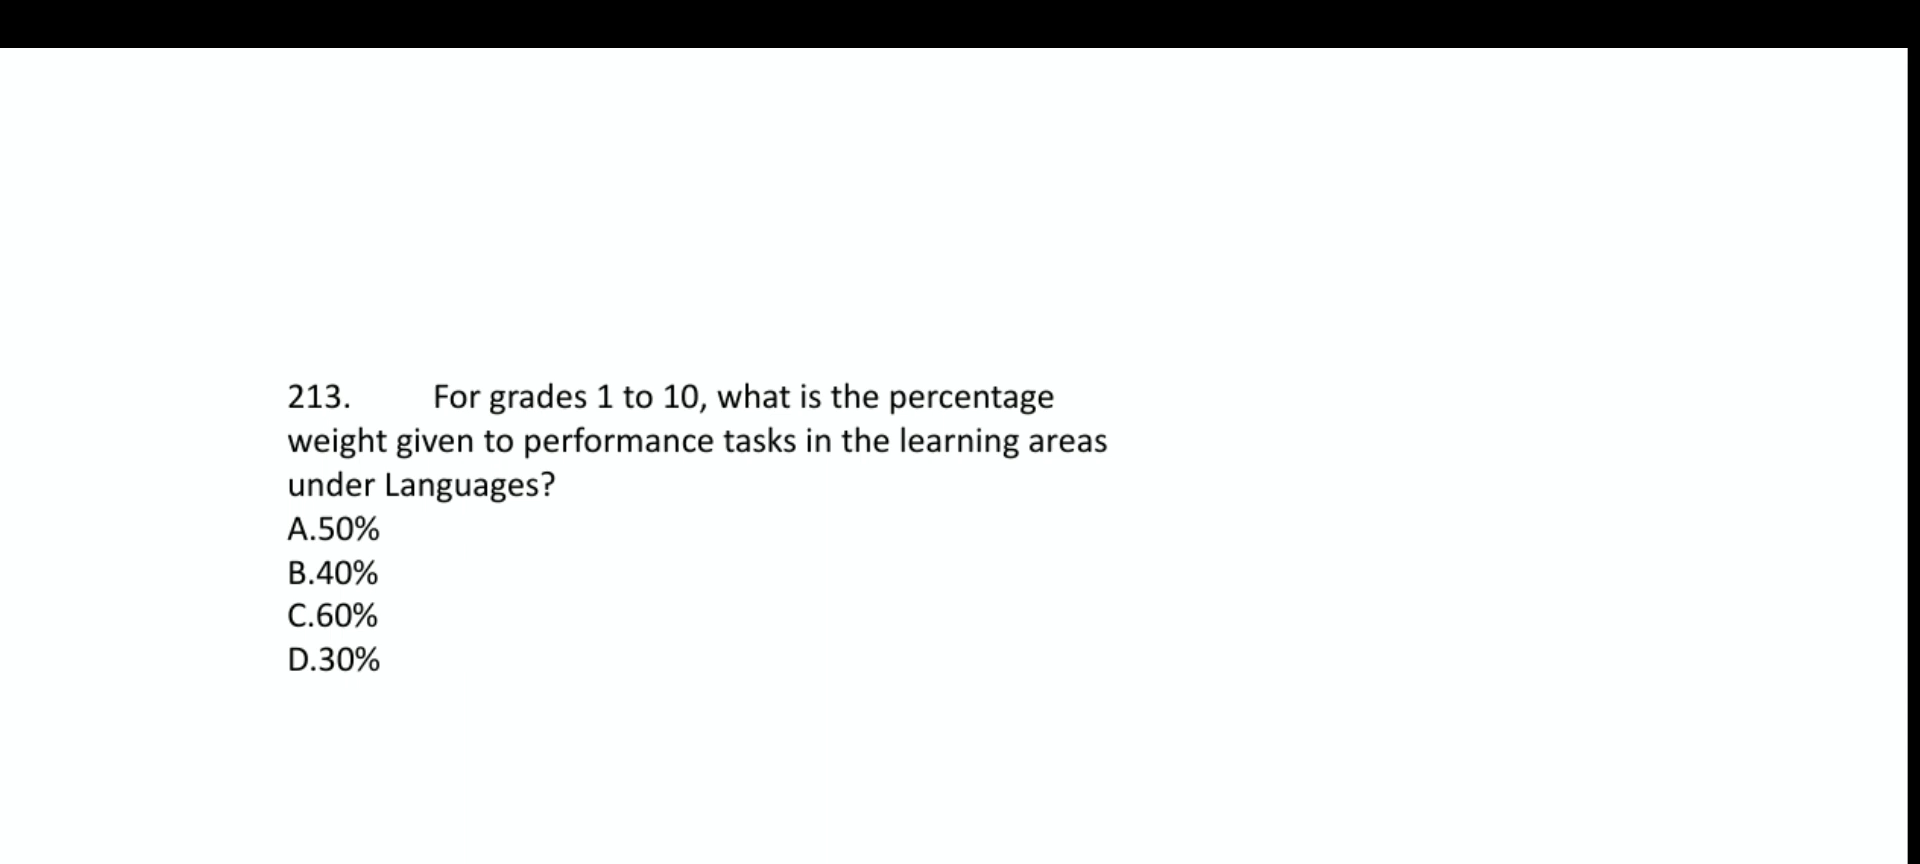 213. For grades 1 to 10, what is the percentage
weight given to performance tasks in the learning areas
under Languages?
A.50%
B.40%
C.60%
D.30%